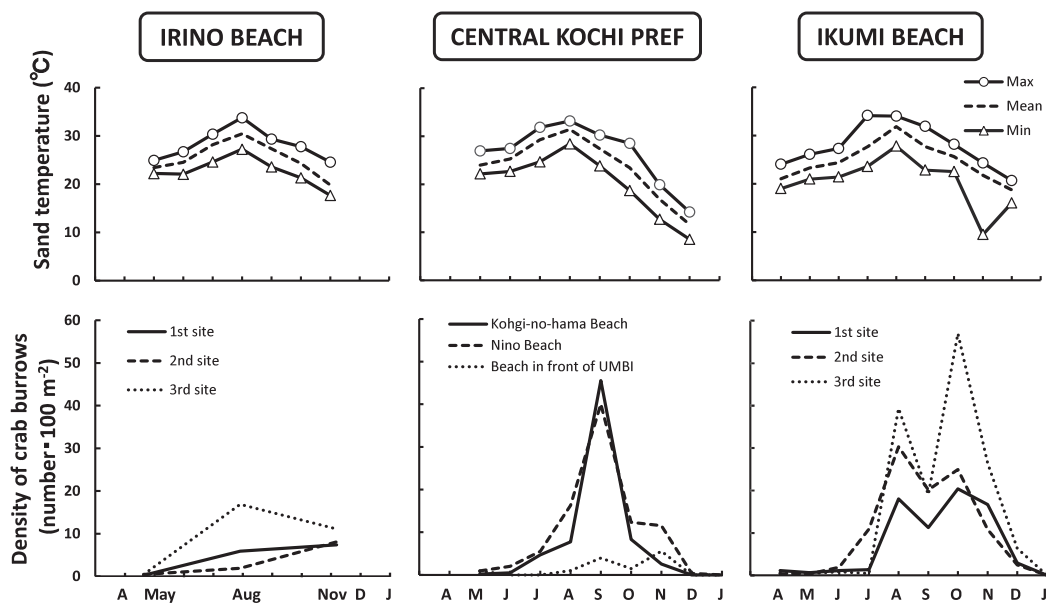 IRINO BEACH
CENTRAL KOCHI PREF
IKUMI BEACH
Sand temperature (℃)
40
30
20
10
0
Max
Mean
Min
Density of crab burrows
(number▪100 m-2)
60
50
40
30
20
10
0
1st site
2nd site
3rd site
Kohgi-no-hama Beach
Nino Beach
Beach in front of UMBI
1st site
2nd site
3rd site
A May Aug Nov D J
A M J J A S O N D J
A M J J A S O N D J